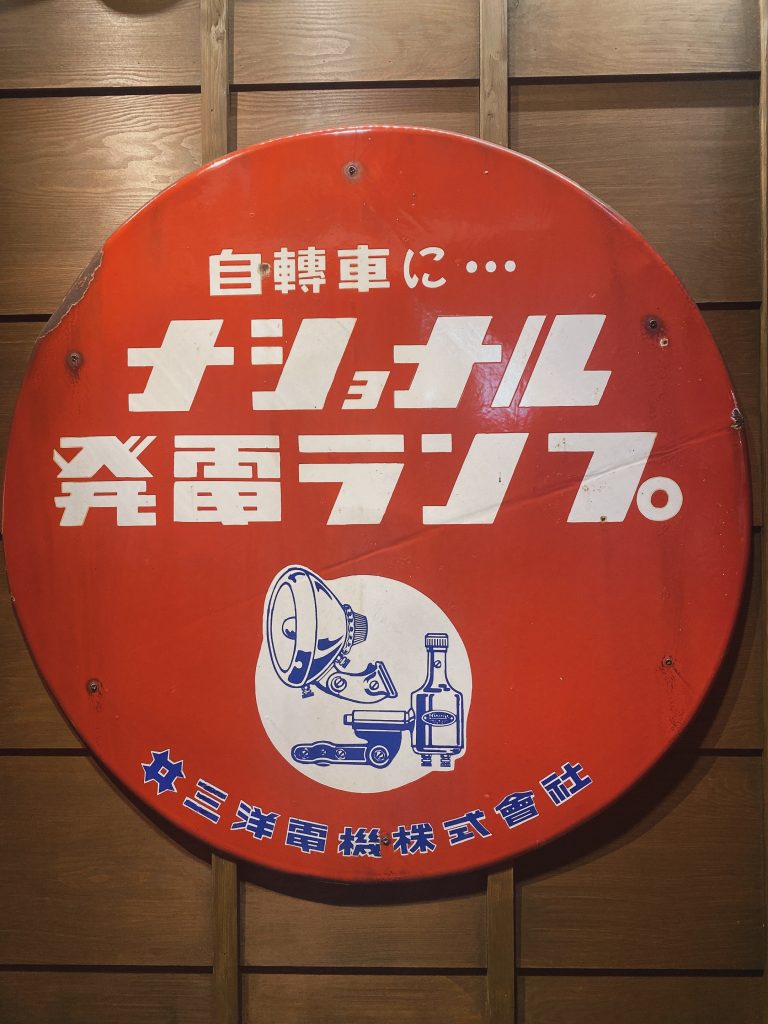 自轉車に…
ナショナル
発電ランプ。
三洋電機株式會社